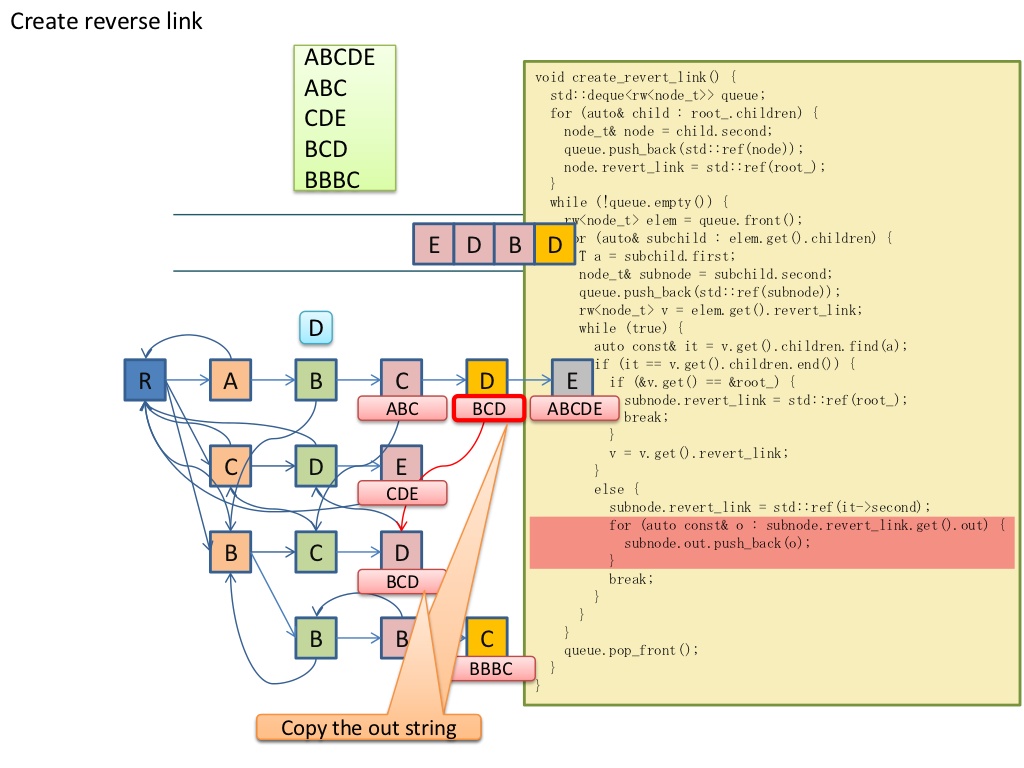 Create reverse link
ABCDE
ABC
CDE
BCD
BBBC
E D B D
D
R A B C D E
ABC BCD ABCDE
C D E
CDE
B C D
BCD
B B C
BBBC
Copy the out string
void create_revert_link() {
std::deque<rw<node_t>> queue;
for (auto& child : root_.children) {
node_t& node = child.second;
queue.push_back(std::ref(node));
node.revert_link = std::ref(root_);
}
while (!queue.empty()) {
rw<node_t> elem = queue.front();
or (auto& subchild : elem.get().children) {
T a = subchild.first;
node_t& subnode = subchild.second;
queue.push_back(std::ref(subnode));
rw<node_t> v = elem.get().revert_link;
while (true) {
auto const& it = v.get().children.find(a);
if (it == v.get().children.end()) {
if (&v.get() == &root_) {
subnode.revert_link = std::ref(root_);
break;
}
v = v.get().revert_link;
}
else {
subnode.revert_link = std::ref(it->second);
for (auto const& o : subnode.revert_link.get().out) {
subnode.out.push_back(o);
}
break;
}
}
}
queue.pop_front();
}
}